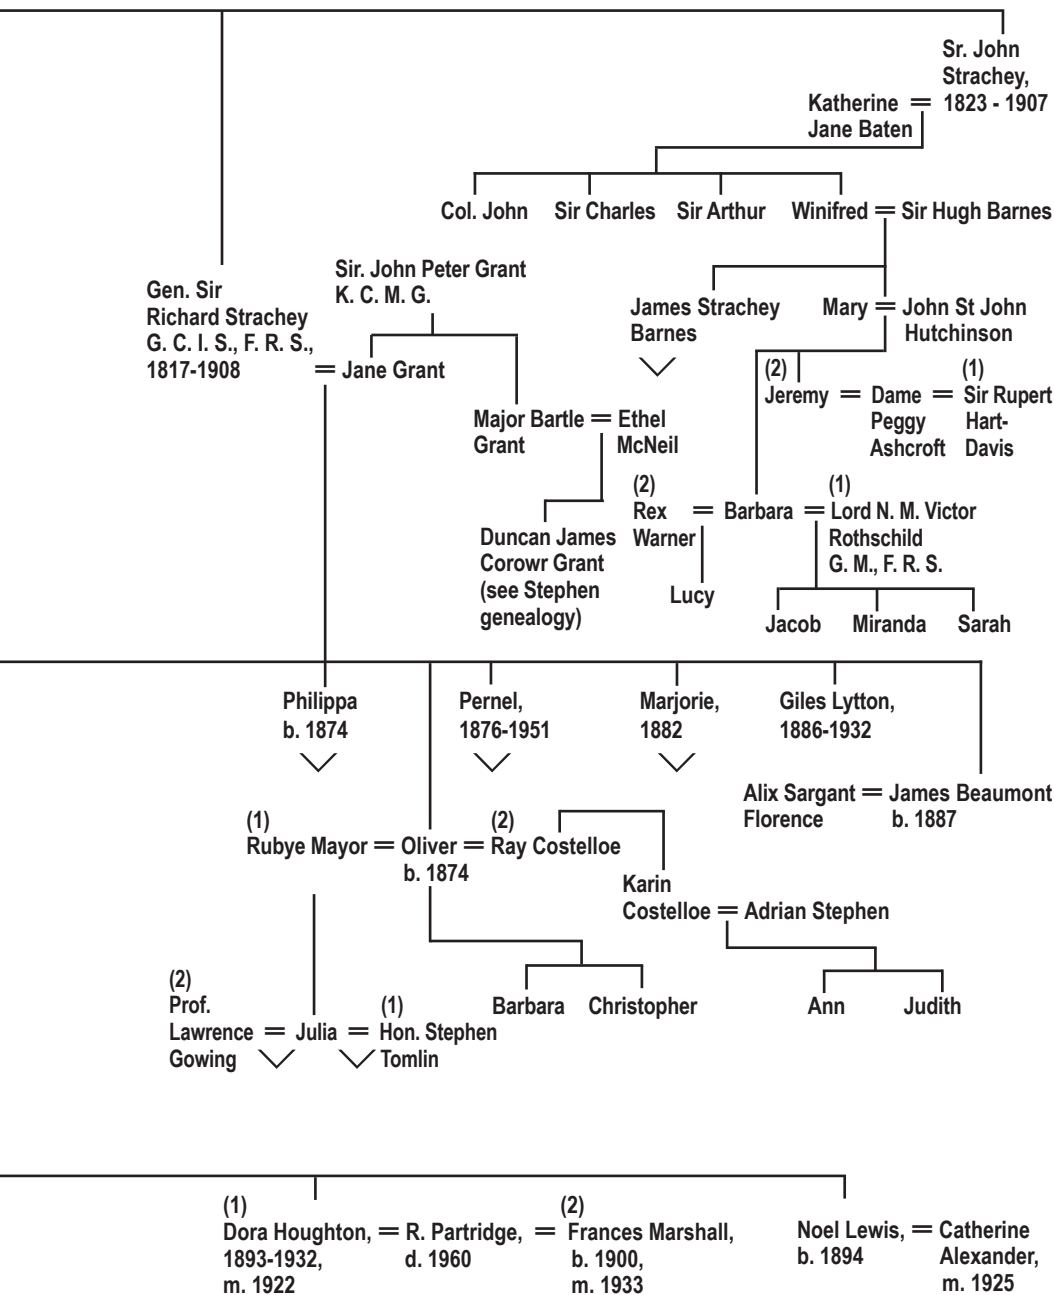 Sr. John
Strachey,
1823 - 1907
Katherine =
Jane Baten
Col. John
Sir Charles
Sir Arthur
Winifred = Sir Hugh Barnes
Sir. John Peter Grant
K. C. M. G.
Gen. Sir
Richard Strachey
G. C. I. S., F. R. S.,
1817-1908
= Jane Grant
James Strachey
Barnes
Mary = John St John
Hutchinson
(2)
Jeremy = Dame
Peggy
Ashcroft
(1)
= Sir Rupert
Hart-
Davis
Major Bartle = Ethel
Grant
McNeil
(2)
Rex
Warner
= Barbara =
(1)
Lord N. M. Victor
Rothschild
G. M., F. R. S.
Duncan James
Corowr Grant
(see Stephen
genealogy)
Lucy
Jacob
Miranda
Sarah
Philippa
b. 1874
Pernel,
1876-1951
Marjorie,
1882
Giles Lytton,
1886-1932
Alix Sargant = James Beaumont
Florence
b. 1887
(1)
(2)
Rubye Mayor = Oliver = Ray Costelloe
b. 1874
Karin
Costelloe = Adrian Stephen
Barbara
Christopher
Ann
Judith
(2)
Prof.
Lawrence
Gowing
= Julia =
(1)
Hon. Stephen
Tomlin
(1)
Dora Houghton, =
1893-1932,
m. 1922
R. Partridge, =
d. 1960
(2)
Frances Marshall,
b. 1900,
m. 1933
Noel Lewis, =
b. 1894
Catherine
Alexander,
m. 1925